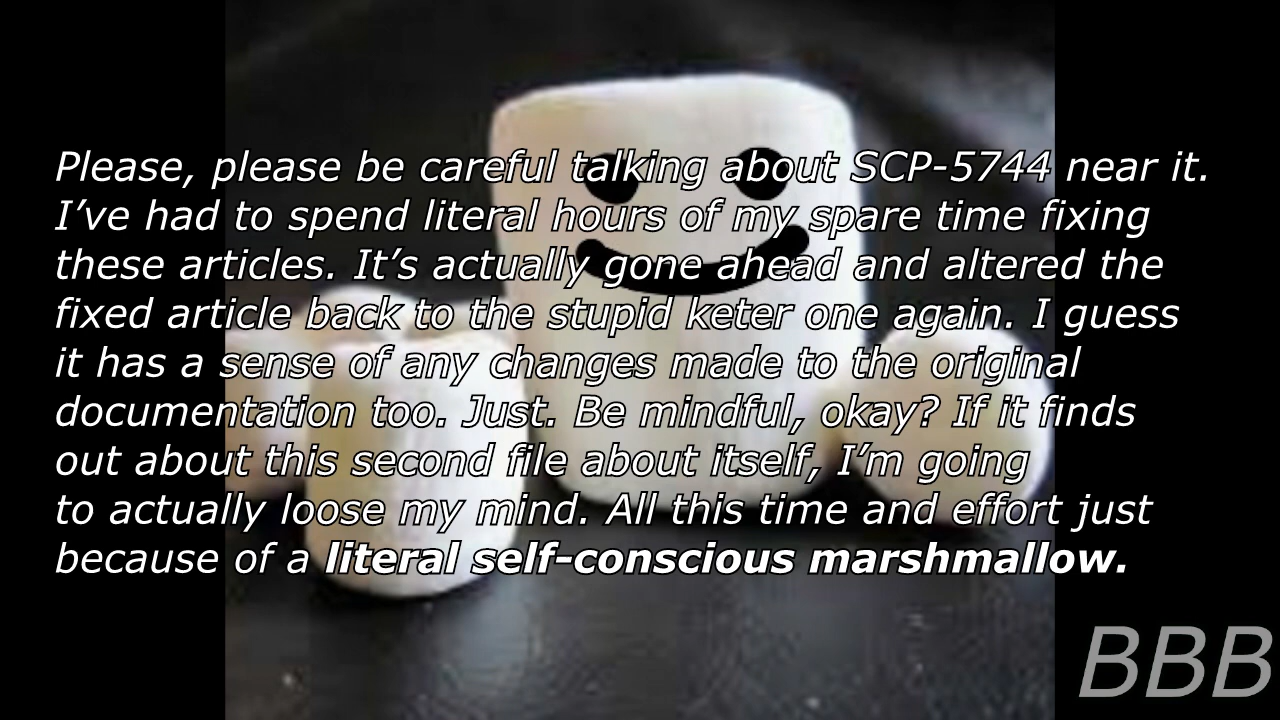 Please, please be careful talking about SCP-5744 near it.
I’ve had to spend literal hours of my spare time fixing
these articles. It’s actually gone ahead and altered the
fixed article back to the stupid keter one again. I guess
it has a sense of any changes made to the original
documentation too. Just. Be mindful, okay? If it finds
out about this second file about itself, I’m going
to actually loose my mind. All this time and effort just
because of a literal self-conscious marshmallow.
BBB